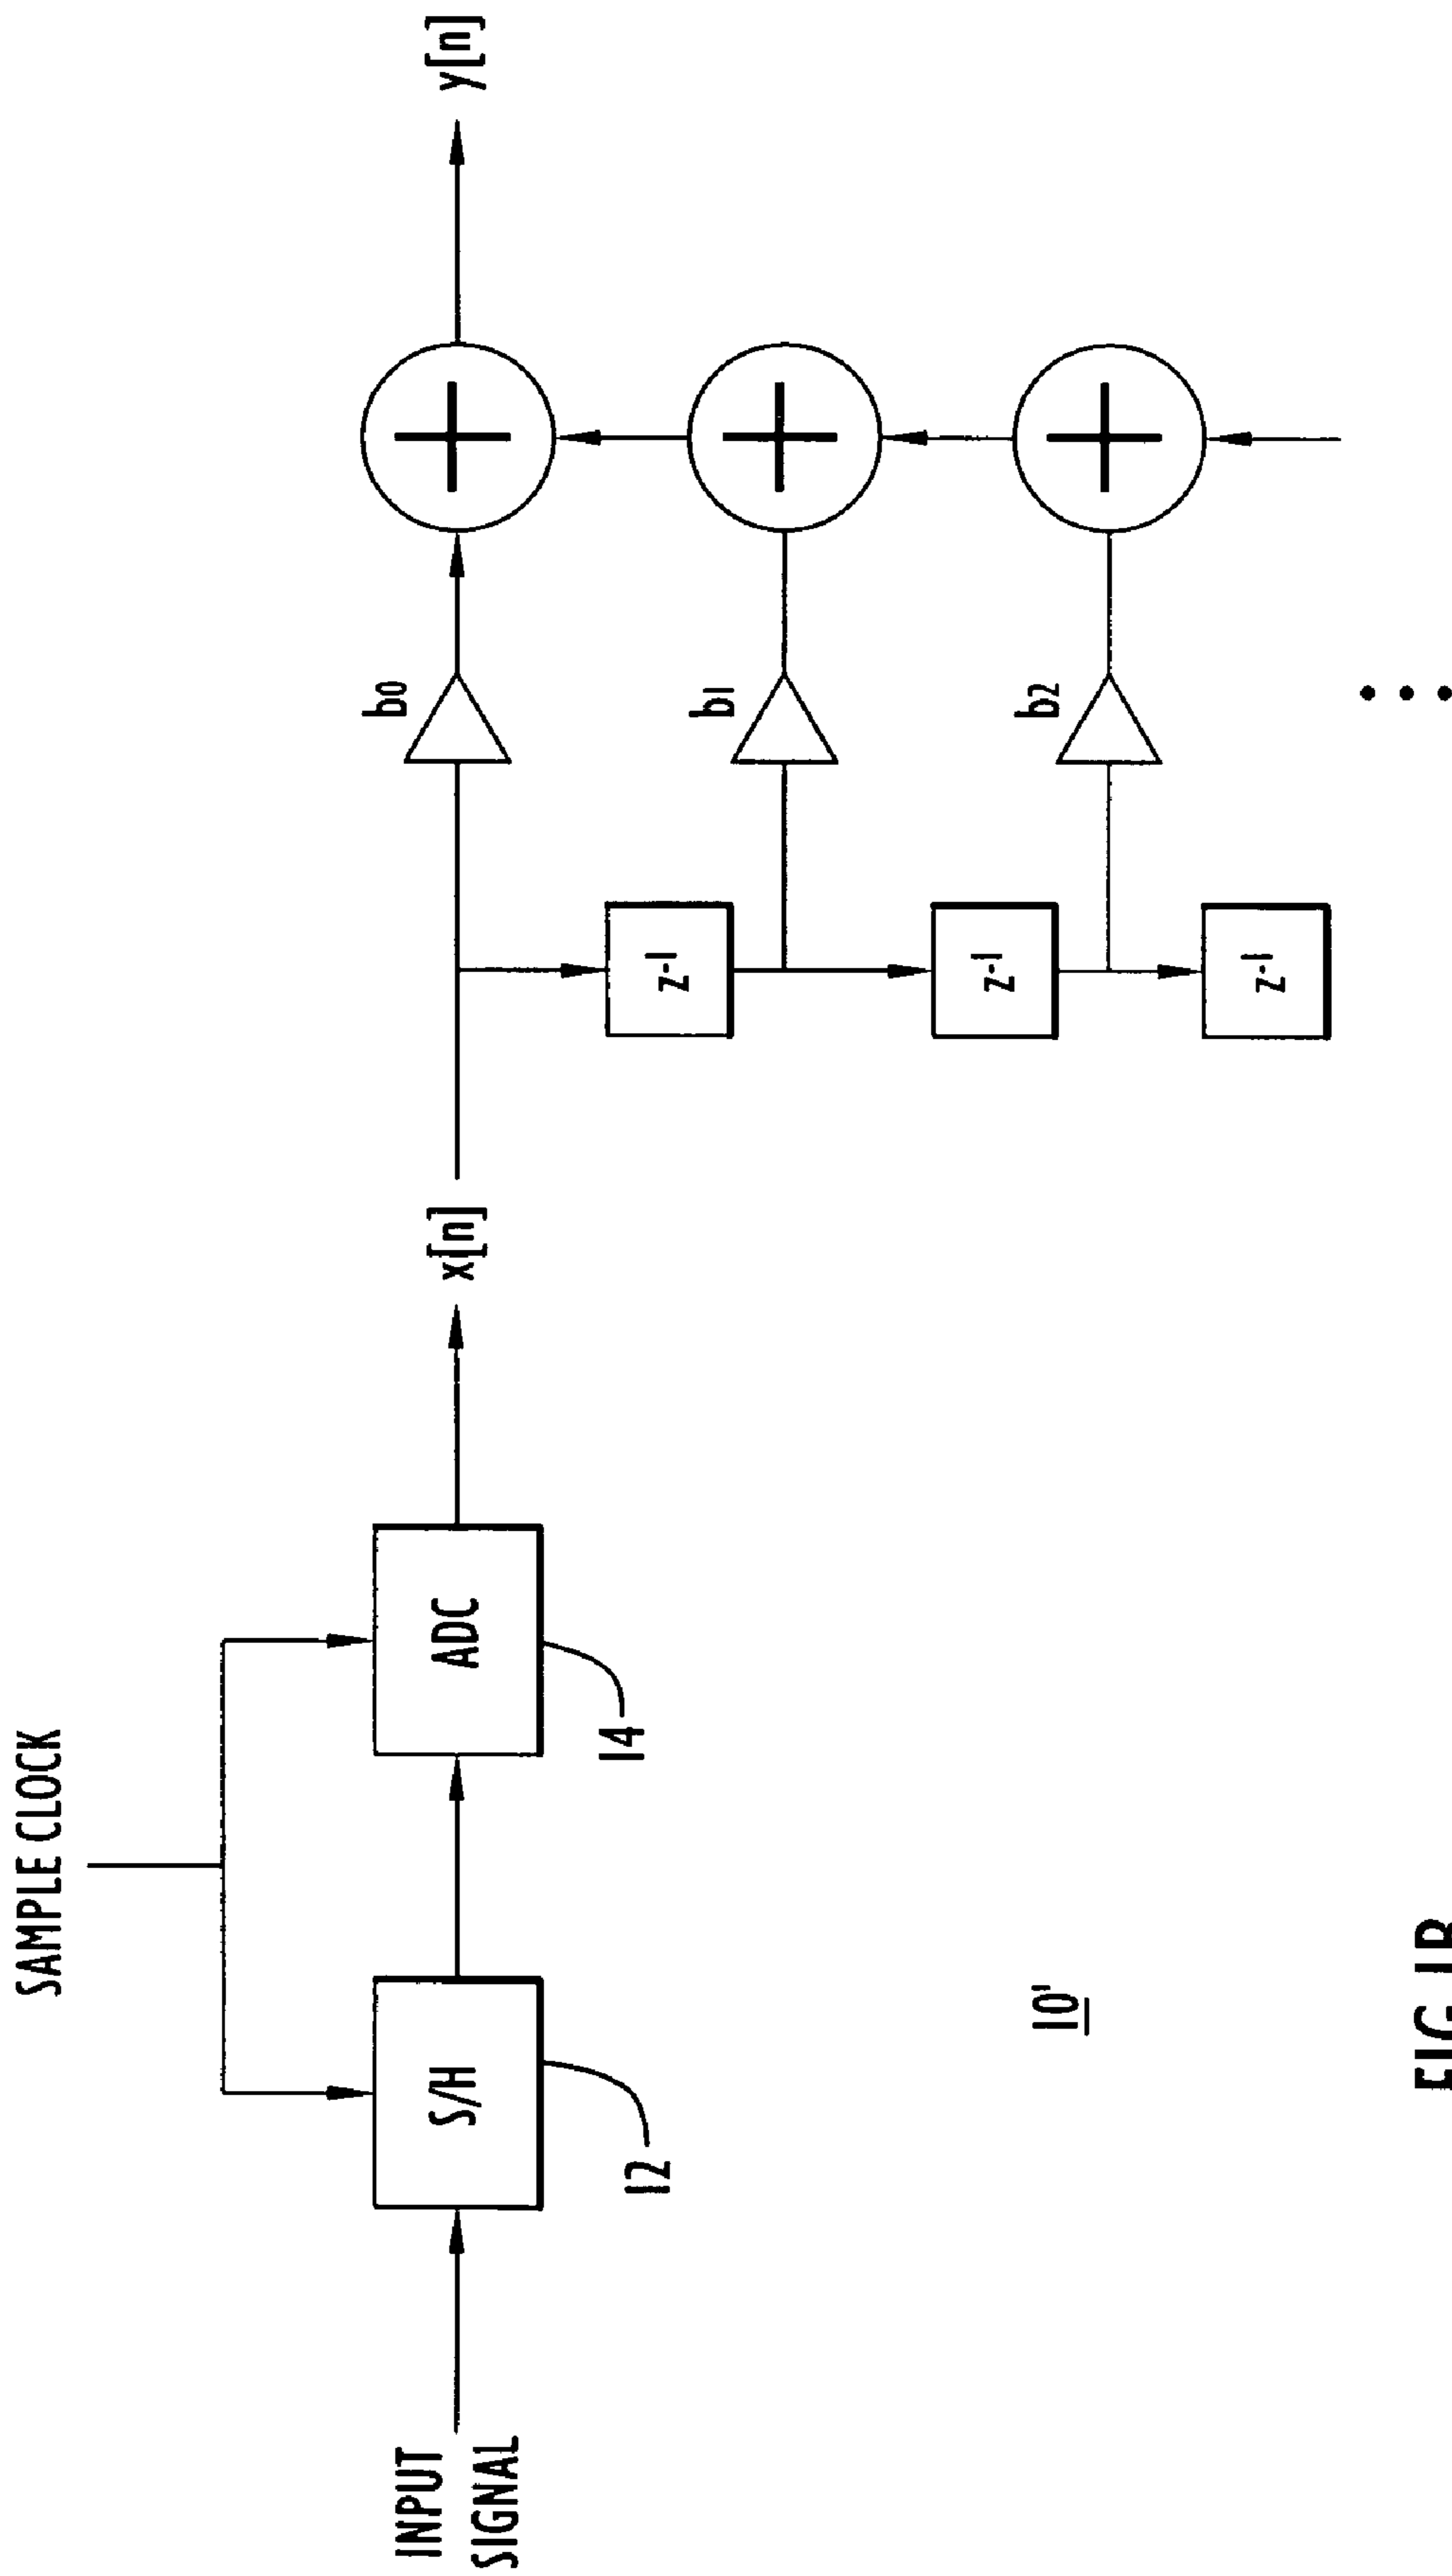 SAMPLE CLOCK
INPUT
SIGNAL
S/H
12
ADC
14
x[n]
z-1
z-1
z-1
b0
b1
b2
y[n]
10'
FIG.1B